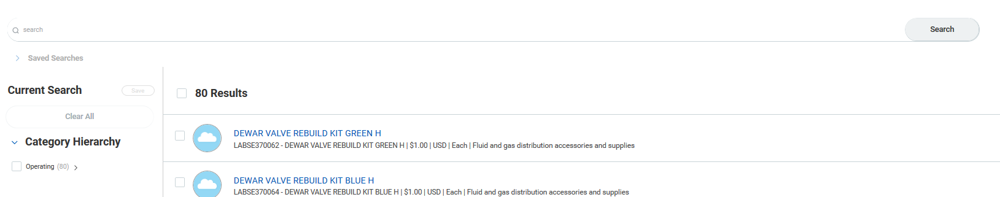 search
Search
Saved Searches
Current Search
Save
Clear All
Category Hierarchy
Operating (80)
80 Results
DEWAR VALVE REBUILD KIT GREEN H
LABSE370062 - DEWAR VALVE REBUILD KIT GREEN H | $1.00 | USD | Each | Fluid and gas distribution accessories and supplies
DEWAR VALVE REBUILD KIT BLUE H
LABSE370064 - DEWAR VALVE REBUILD KIT BLUE H | $1.00 | USD | Each | Fluid and gas distribution accessories and supplies